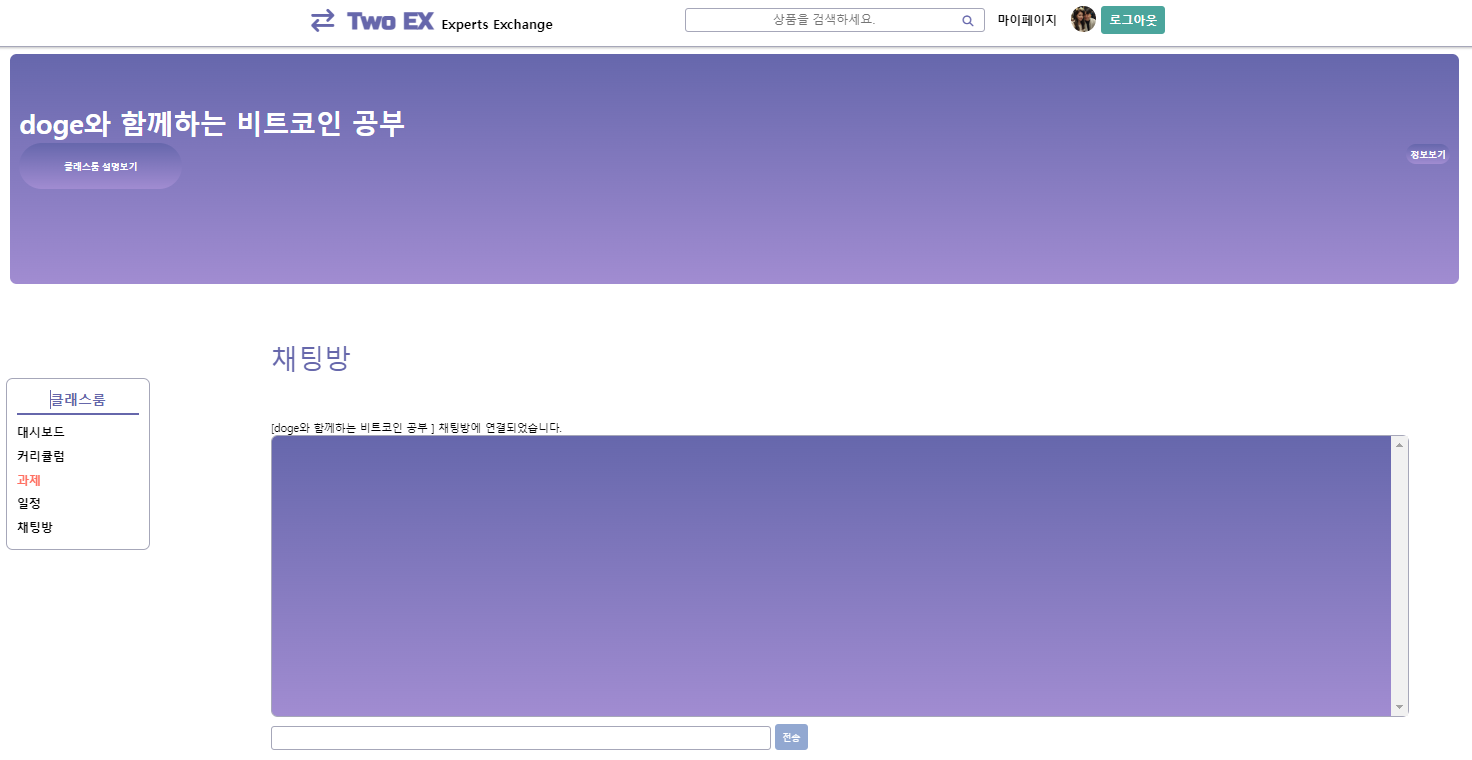 Two EX Experts Exchange 상품을 검색하세요. 마이페이지 로그아웃
doge와 함께하는 비트코인 공부
클래스룸 설명보기 정보보기
채팅방
클래스룸
대시보드
커리큘럼
과제
일정
채팅방
[doge와 함께하는 비트코인 공부 ] 채팅방에 연결되었습니다.
전송